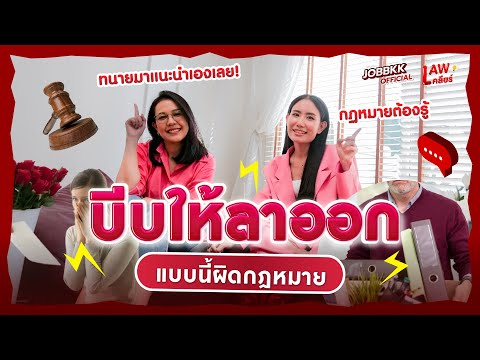 ทนายมาแนะนำเองเลย!
JOBBKK
OFFICIAL
LAW
คลียร์
กฎหมายต้องรู้
บีบให้ลาออก
แบบนี้ผิดกฎหมาย